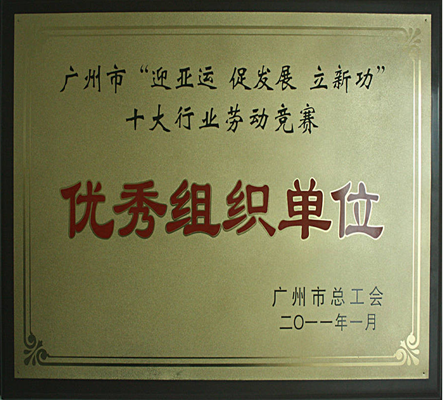 广州市“迎亚运 促发展 立新功”
十大行业劳动竞赛
优秀组织单位
广州市总工会
二〇一一年一月